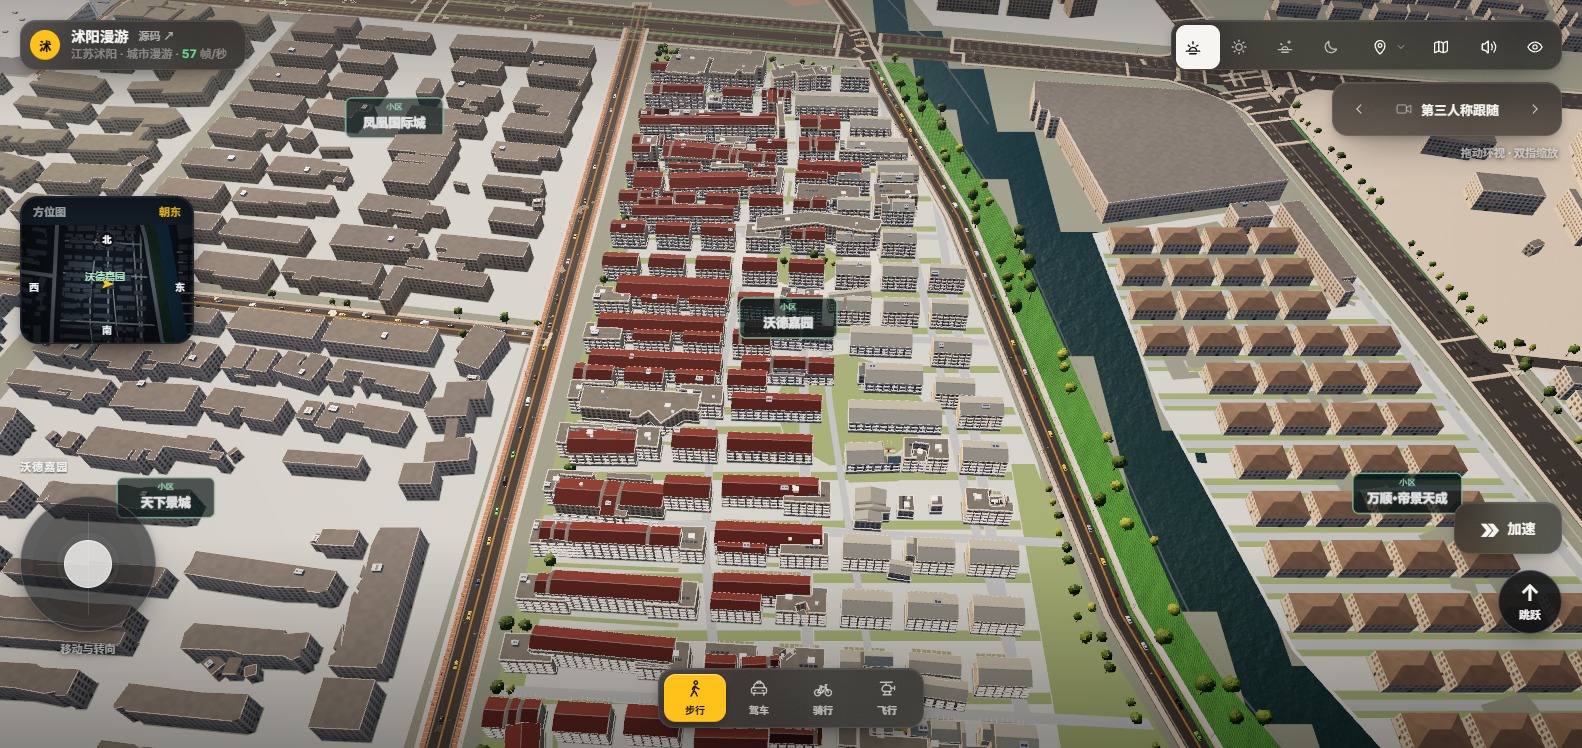 沭
沭阳漫游 源码 ↗
江苏沭阳 · 城市漫游 · 57 帧/秒
小区
凤凰国际城
第三人称跟随
拖动环视 · 双指缩放
方位图 朝东
北
沃德嘉园
西 东
南
小区
沃德嘉园
沃德嘉园
小区
天下景城
小区
万顺·帝景天成
加速
跳跃
移动与转向
步行 驾车 骑行 飞行